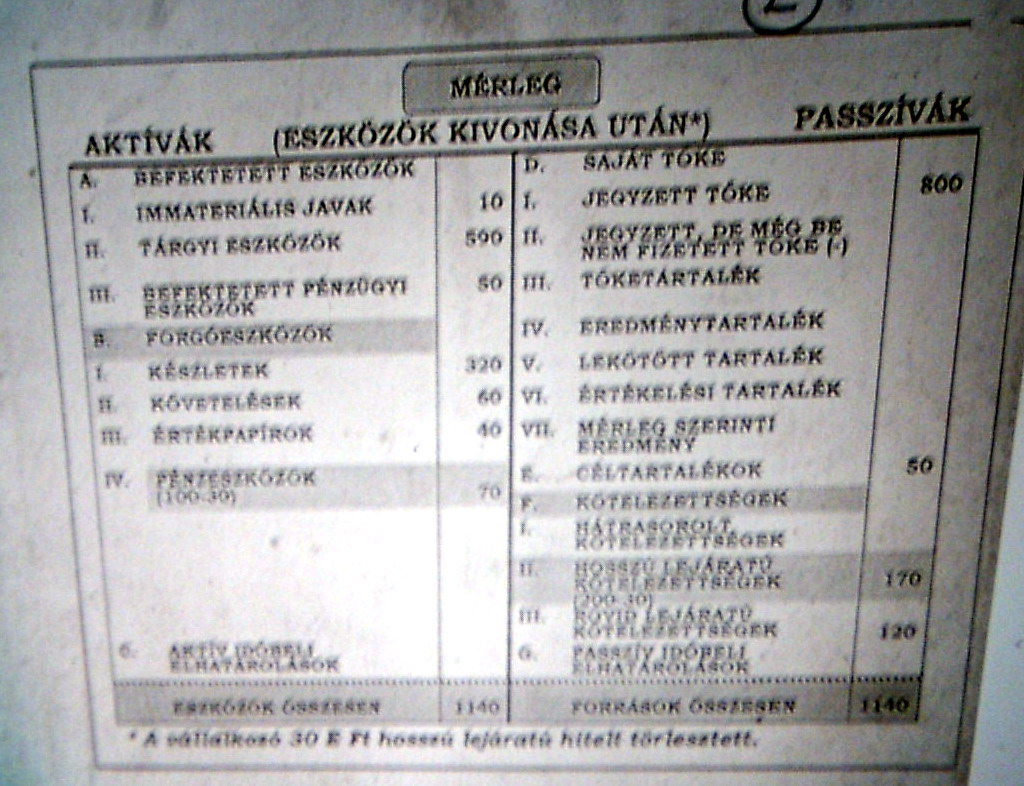 2
MÉRLEG
AKTÍVÁK (ESZKÖZÖK KIVONÁSA UTÁN*) PASSZÍVÁK
A. BEFEKTETETT ESZKÖZÖK
I. IMMATERIÁLIS JAVAK 10
II. TÁRGYI ESZKÖZÖK 590
III. BEFEKTETETT PÉNZÜGYI
ESZKÖZÖK 50
B. FORGÓESZKÖZÖK
I. KÉSZLETEK 320
II. KÖVETELÉSEK 60
III. ÉRTÉKPAPÍROK 40
IV. PÉNZESZKÖZÖK
(100-30) 70
C. AKTÍV IDŐBELI
ELHATÁROLÁSOK
ESZKÖZÖK ÖSSZESEN 1140
D. SAJÁT TŐKE
I. JEGYZETT TŐKE 800
II. JEGYZETT, DE MÉG BE
NEM FIZETETT TŐKE (-)
III. TŐKETARTALÉK
IV. EREDMÉNYTARTALÉK
V. LEKÖTÖTT TARTALÉK
VI. ÉRTÉKELÉSI TARTALÉK
VII. MÉRLEG SZERINTI
EREDMÉNY
E. CÉLTARTALÉKOK 50
F. KÖTELEZETTSÉGEK
I. HÁTRASOROLT
KÖTELEZETTSÉGEK
II. HOSSZÚ LEJÁRATÚ
KÖTELEZETTSÉGEK 170
(200-30)
III. RÖVID LEJÁRATÚ
KÖTELEZETTSÉGEK 120
G. PASSZÍV IDŐBELI
ELHATÁROLÁSOK
FORRÁSOK ÖSSZESEN 1140
* A vállalkozó 30 E Ft hosszú lejáratú hitelt törlesztett.